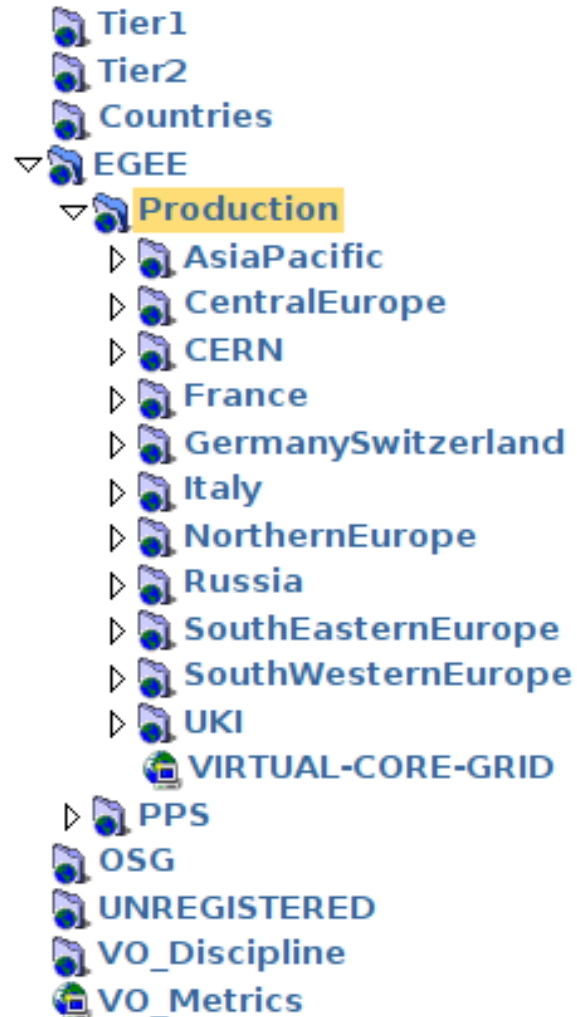 Tier1
Tier2
Countries
EGEE
Production
AsiaPacific
CentralEurope
CERN
France
GermanySwitzerland
Italy
NorthernEurope
Russia
SouthEasternEurope
SouthWesternEurope
UKI
VIRTUAL-CORE-GRID
PPS
OSG
UNREGISTERED
VO_Discipline
VO_Metrics